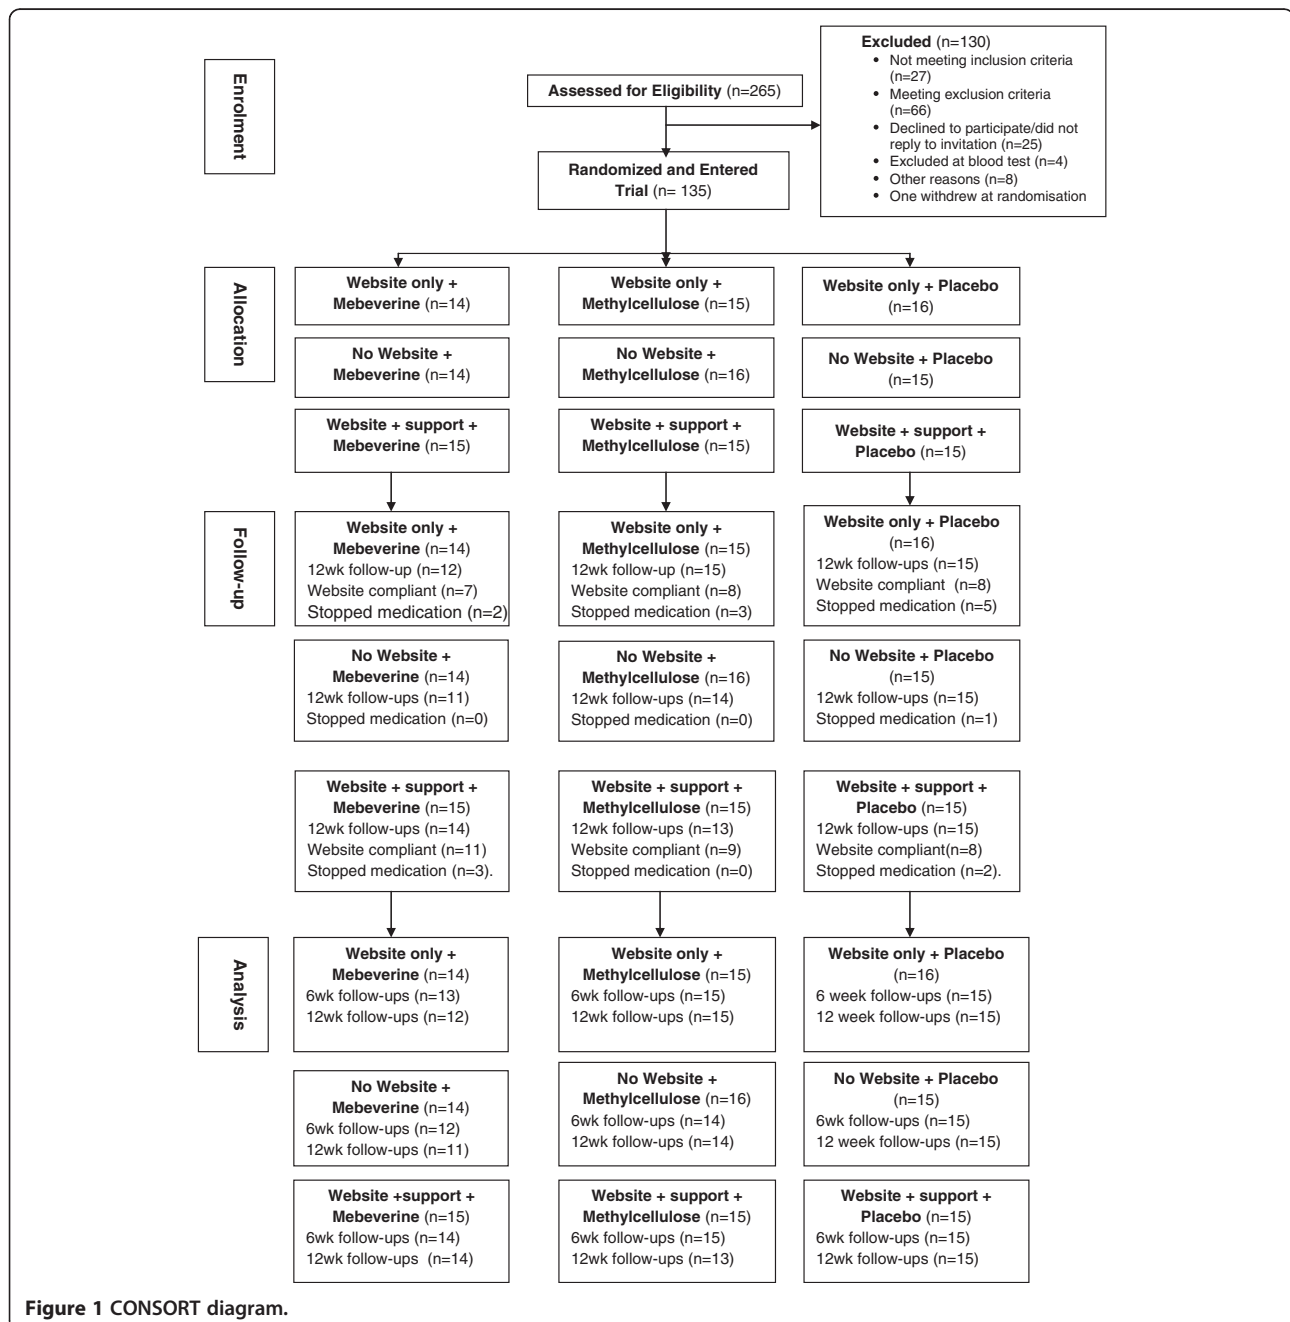 Enrolment
Assessed for Eligibility (n=265)
Excluded (n=130)
• Not meeting inclusion criteria
(n=27)
• Meeting exclusion criteria
(n=66)
• Declined to participate/did not
reply to invitation (n=25)
• Excluded at blood test (n=4)
• Other reasons (n=8)
• One withdrew at randomisation
Randomized and Entered
Trial (n= 135)
Allocation
Website only +
Mebeverine (n=14)
Website only +
Methylcellulose (n=15)
Website only + Placebo
(n=16)
No Website +
Mebeverine (n=14)
No Website +
Methylcellulose (n=16)
No Website + Placebo
(n=15)
Website + support +
Mebeverine (n=15)
Website + support +
Methylcellulose (n=15)
Website + support +
Placebo (n=15)
Follow-up
Website only +
Mebeverine (n=14)
12wk follow-up (n=12)
Website compliant (n=7)
Stopped medication (n=2)
Website only +
Methylcellulose (n=15)
12wk follow-up (n=15)
Website compliant (n=8)
Stopped medication (n=3)
Website only + Placebo
(n=16)
12wk follow-ups (n=15)
Website compliant (n=8)
Stopped medication (n=5)
No Website +
Mebeverine (n=14)
12wk follow-ups (n=11)
Stopped medication (n=0)
No Website +
Methylcellulose (n=16)
12wk follow-ups (n=14)
Stopped medication (n=0)
No Website + Placebo
(n=15)
12wk follow-ups (n=15)
Stopped medication (n=1)
Website + support +
Mebeverine (n=15)
12wk follow-ups (n=14)
Website compliant (n=11)
Stopped medication (n=3).
Website + support +
Methylcellulose (n=15)
12wk follow-ups (n=13)
Website compliant (n=9)
Stopped medication (n=0)
Website + support +
Placebo (n=15)
12wk follow-ups (n=15)
Website compliant(n=8)
Stopped medication (n=2).
Analysis
Website only +
Mebeverine (n=14)
6wk follow-ups (n=13)
12wk follow-ups (n=12)
Website only +
Methylcellulose (n=15)
6wk follow-ups (n=15)
12wk follow-ups (n=15)
Website only + Placebo
(n=16)
6 week follow-ups (n=15)
12 week follow-ups (n=15)
No Website +
Mebeverine (n=14)
6wk follow-ups (n=12)
12wk follow-ups (n=11)
No Website +
Methylcellulose (n=16)
6wk follow-ups (n=14)
12wk follow-ups (n=14)
No Website + Placebo
(n=15)
6wk follow-ups (n=15)
12 week follow-ups (n=15)
Website +support +
Mebeverine (n=15)
6wk follow-ups (n=14)
12wk follow-ups (n=14)
Website + support +
Methylcellulose (n=15)
6wk follow-ups (n=15)
12wk follow-ups (n=13)
Website + support +
Placebo (n=15)
6wk follow-ups (n=15)
12wk follow-ups (n=15)
Figure 1 CONSORT diagram.